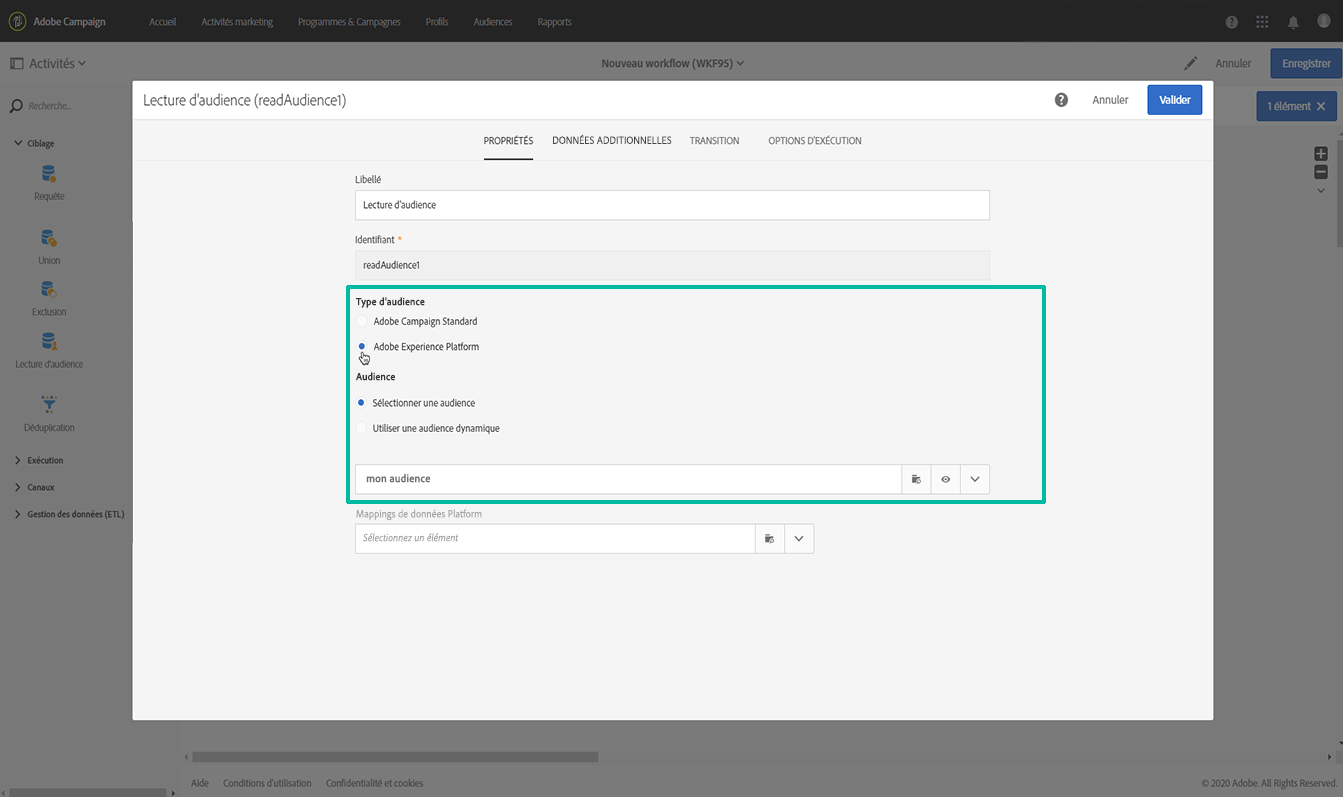 Adobe Campaign Accueil Activités marketing Programmes & Campagnes Profils Audiences Rapports
Activités Nouveau workflow (WKF95) Annuler Enregistrer
Lecture d'audience (readAudience1) Annuler Valider
Recherche... 1 élément
PROPRIÉTÉS DONNÉES ADDITIONNELLES TRANSITION OPTIONS D'EXÉCUTION
Ciblage
Requête
Union
Exclusion
Lecture d'audience
Déduplication
Exécution
Canaux
Gestion des données (ETL)
Libellé
Lecture d'audience
Identifiant *
readAudience1
Type d'audience
Adobe Campaign Standard
Adobe Experience Platform
Audience
Sélectionner une audience
Utiliser une audience dynamique
mon audience
Mappings de données Platform
Sélectionnez un élément
Aide Conditions d'utilisation Confidentialité et cookies © 2020 Adobe. All Rights Reserved.